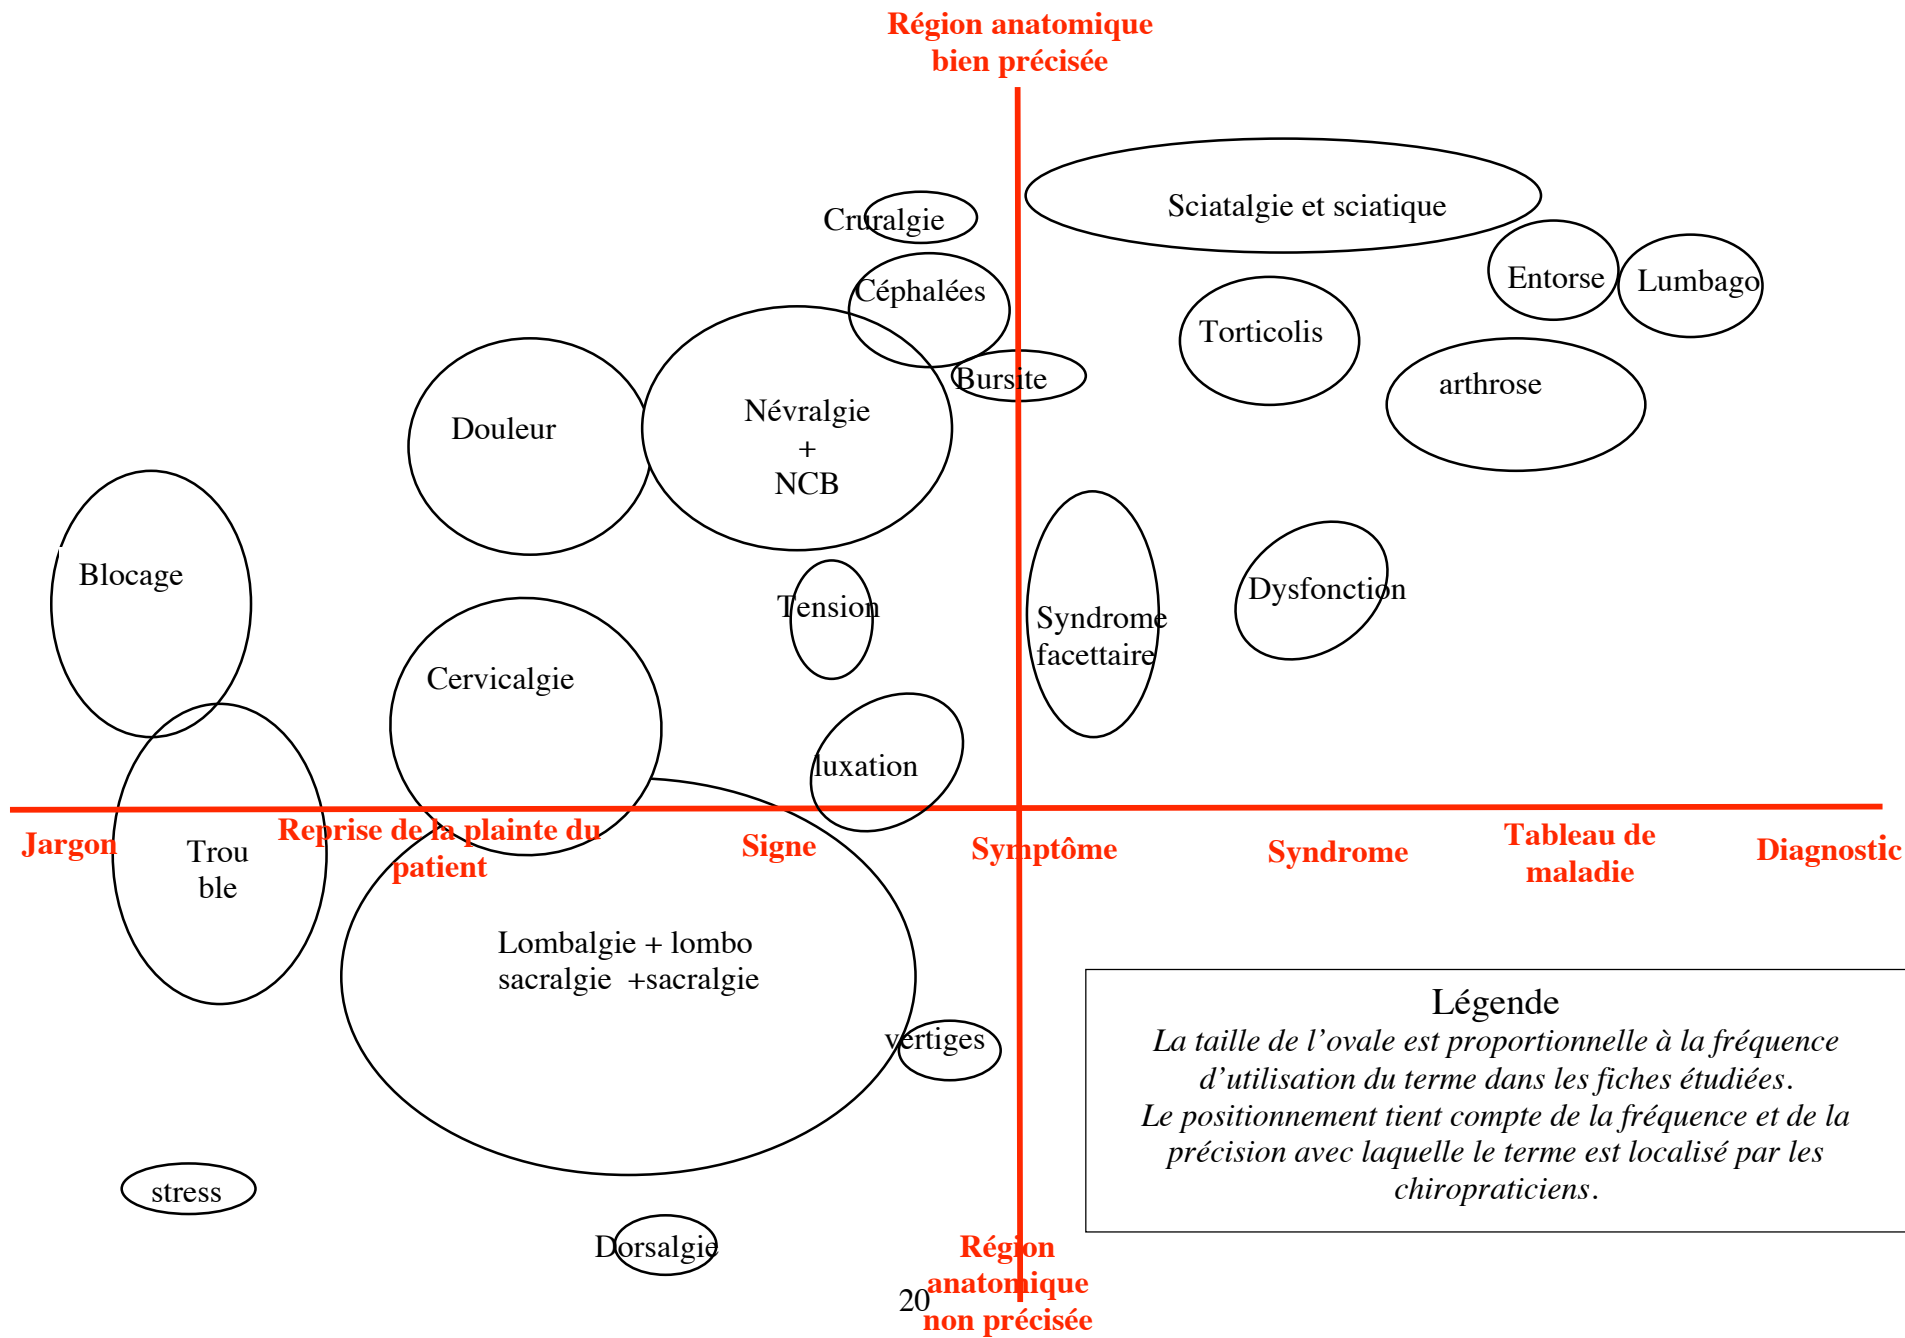 Région anatomique
bien précisée
Sciatalgie et sciatique
Cruralgie
Entorse
Lumbago
Céphalées
Torticolis
Bursite
arthrose
Douleur
Névralgie
+
NCB
Blocage
Tension
Dysfonction
Syndrome
facettaire
Cervicalgie
luxation
Jargon
Trou
ble
Reprise de la plainte du
patient
Signe
Symptôme
Syndrome
Tableau de
maladie
Diagnostic
Lombalgie + lombo
sacralgie +sacralgie
vertiges
Légende
La taille de l’ovale est proportionnelle à la fréquence
d’utilisation du terme dans les fiches étudiées.
Le positionnement tient compte de la fréquence et de la
précision avec laquelle le terme est localisé par les
chiropraticiens.
stress
Dorsalgie
Région
anatomique
non précisée
20